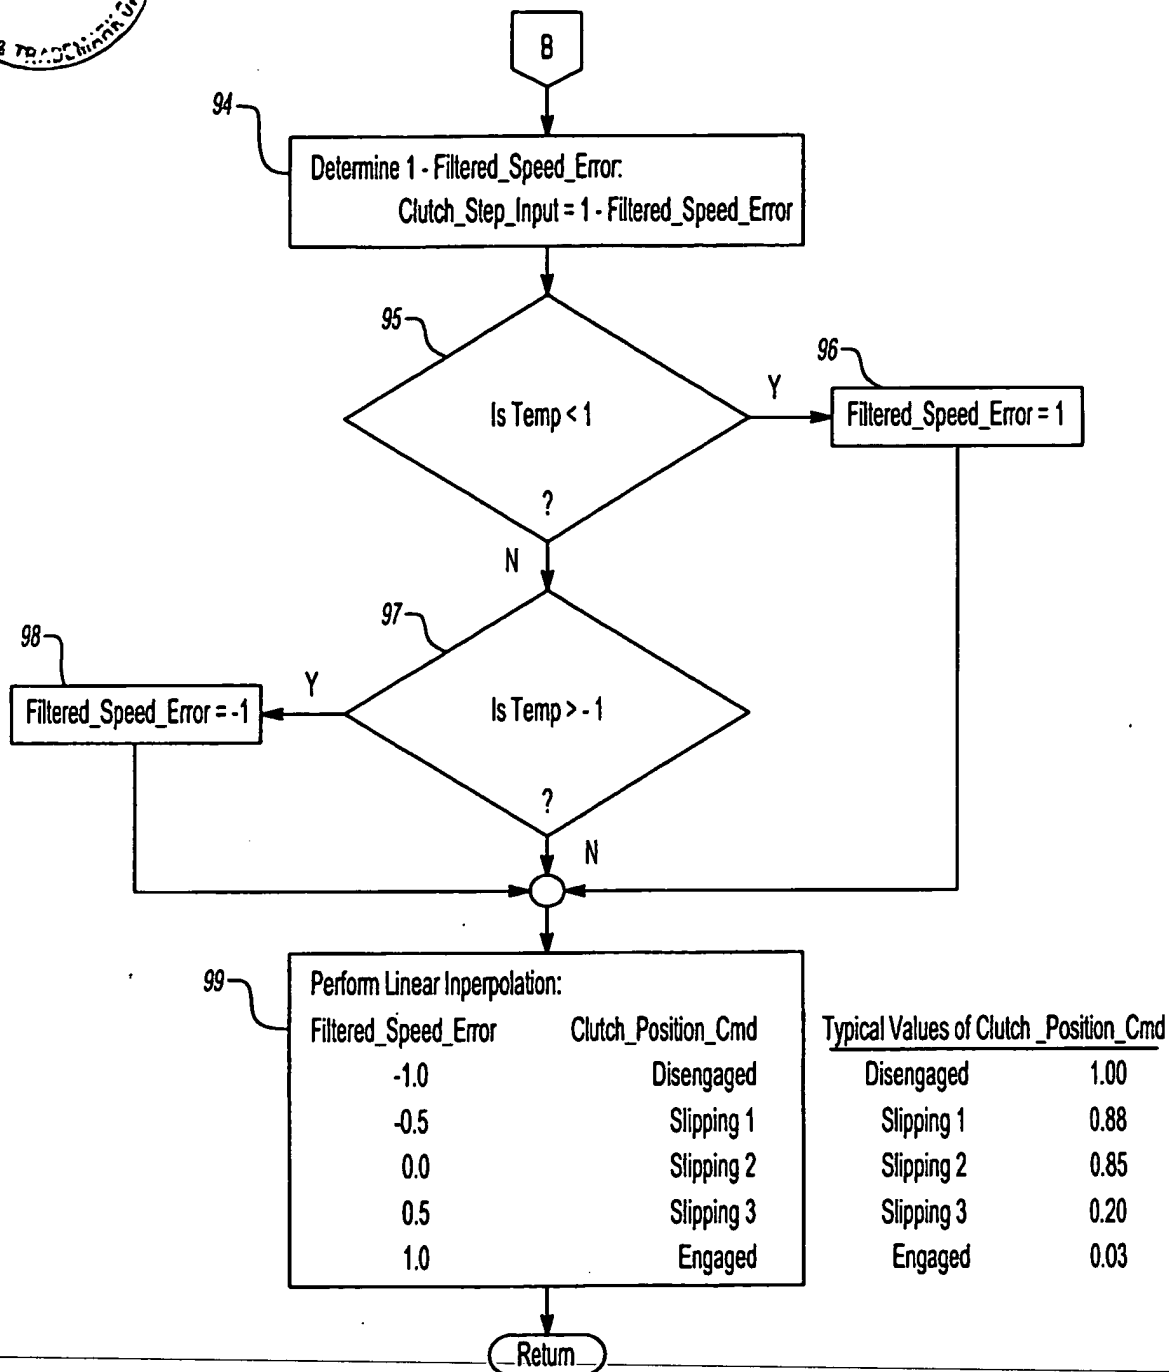 & TRADEMARK
B
94
Determine 1 - Filtered_Speed_Error:
Clutch_Step_Input = 1 - Filtered_Speed_Error
95
Is Temp < 1
?
Y
96
Filtered_Speed_Error = 1
N
97
Is Temp > - 1
?
Y
98
Filtered_Speed_Error = -1
N
99
Perform Linear Inperpolation:
Filtered_Speed_Error Clutch_Position_Cmd
-1.0 Disengaged
-0.5 Slipping 1
0.0 Slipping 2
0.5 Slipping 3
1.0 Engaged
Typical Values of Clutch _Position_Cmd
Disengaged 1.00
Slipping 1 0.88
Slipping 2 0.85
Slipping 3 0.20
Engaged 0.03
Return